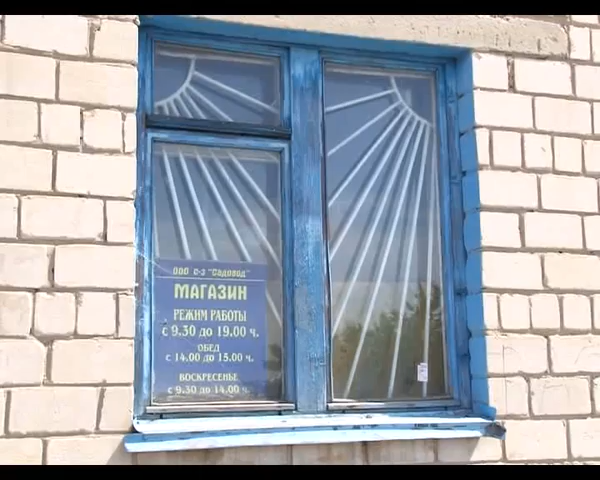 ООО с-з "Садовод"
МАГАЗИН
РЕЖИМ РАБОТЫ
с 9.30 до 19.00 ч.
ОБЕД
с 14.00 до 15.00 ч.
ВОСКРЕСЕНЬЕ
с 9.30 до 14.00 ч.